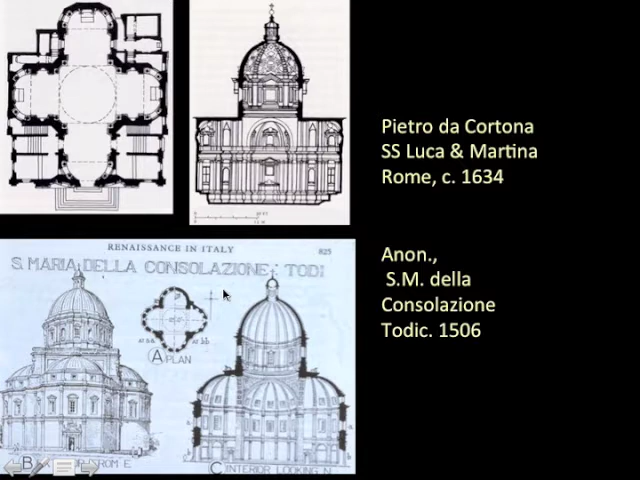 Pietro da Cortona
SS Luca & Martina
Rome, c. 1634
Anon.,
S.M. della
Consolazione
Todic. 1506
RENAISSANCE IN ITALY 825
S. MARIA DELLA CONSOLAZIONE: TODI
A PLAN
B
C INTERIOR LOOKING N